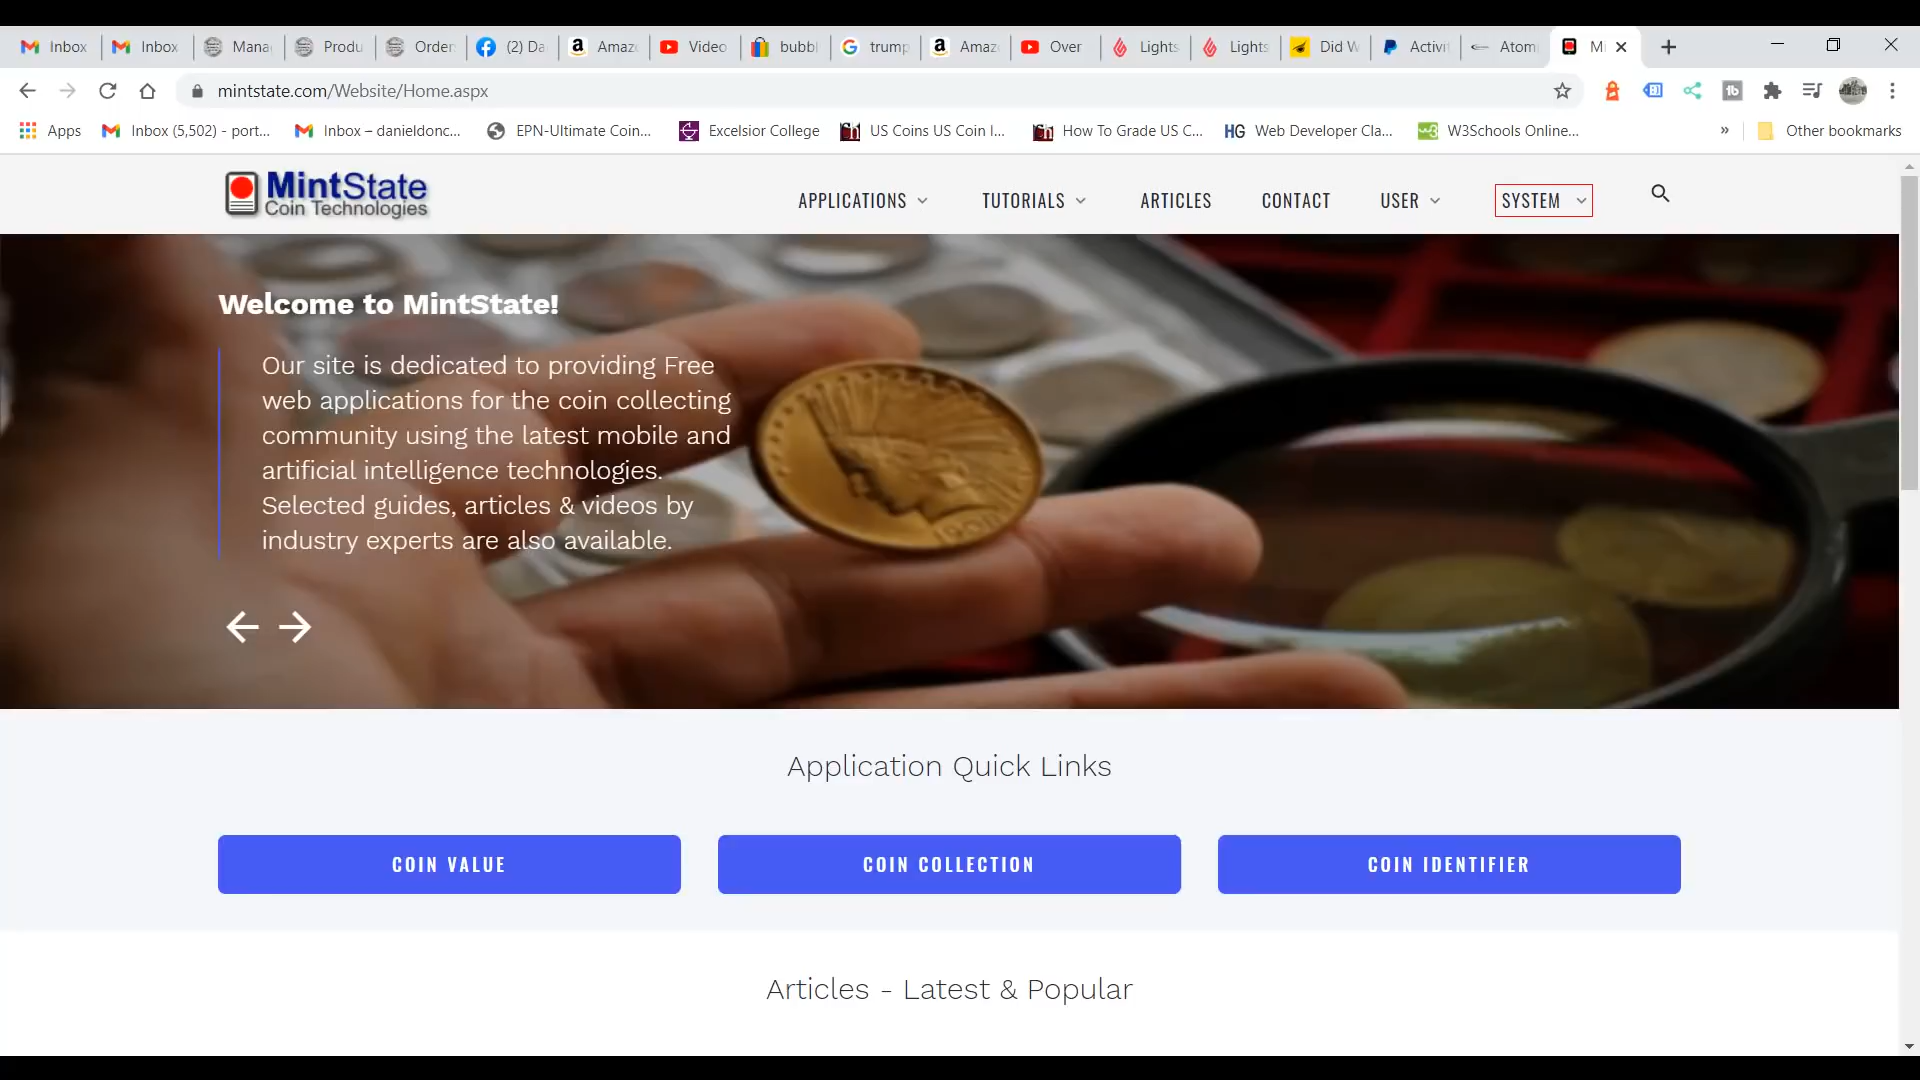 Inbox Inbox Mana Produ Order (2) Da Amaz Video bubbl trump Amaz Over Lights Lights Did W Activit Atom Mi
mintstate.com/Website/Home.aspx
Apps Inbox (5,502) - port... Inbox – danieldonc... EPN-Ultimate Coin... Excelsior College US Coins US Coin I... How To Grade US C... HG Web Developer Cla... W3Schools Online... » Other bookmarks
MintState
Coin Technologies
APPLICATIONS TUTORIALS ARTICLES CONTACT USER SYSTEM
Welcome to MintState!
Our site is dedicated to providing Free
web applications for the coin collecting
community using the latest mobile and
artificial intelligence technologies.
Selected guides, articles & videos by
industry experts are also available.
Application Quick Links
COIN VALUE COIN COLLECTION COIN IDENTIFIER
Articles - Latest & Popular